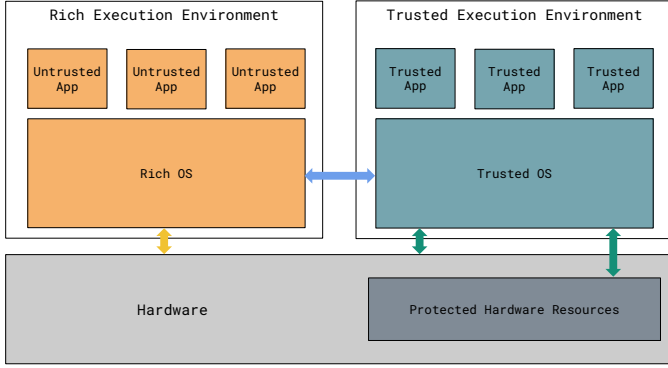 Rich Execution Environment
Trusted Execution Environment
Untrusted
App
Untrusted
App
Untrusted
App
Trusted
App
Trusted
App
Trusted
App
Rich OS
Trusted OS
Hardware
Protected Hardware Resources